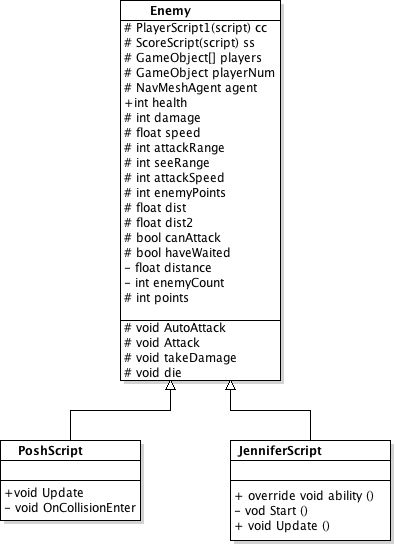 Enemy
# PlayerScript1(script) cc
# ScoreScript(script) ss
# GameObject[] players
# GameObject playerNum
# NavMeshAgent agent
+int health
# int damage
# float speed
# int attackRange
# int seeRange
# int attackSpeed
# int enemyPoints
# float dist
# float dist2
# bool canAttack
# bool haveWaited
- float distance
- int enemyCount
# int points
# void AutoAttack
# void Attack
# void takeDamage
# void die
PoshScript
+void Update
- void OnCollisionEnter
JenniferScript
+ override void ability ()
- vod Start ()
+ void Update ()